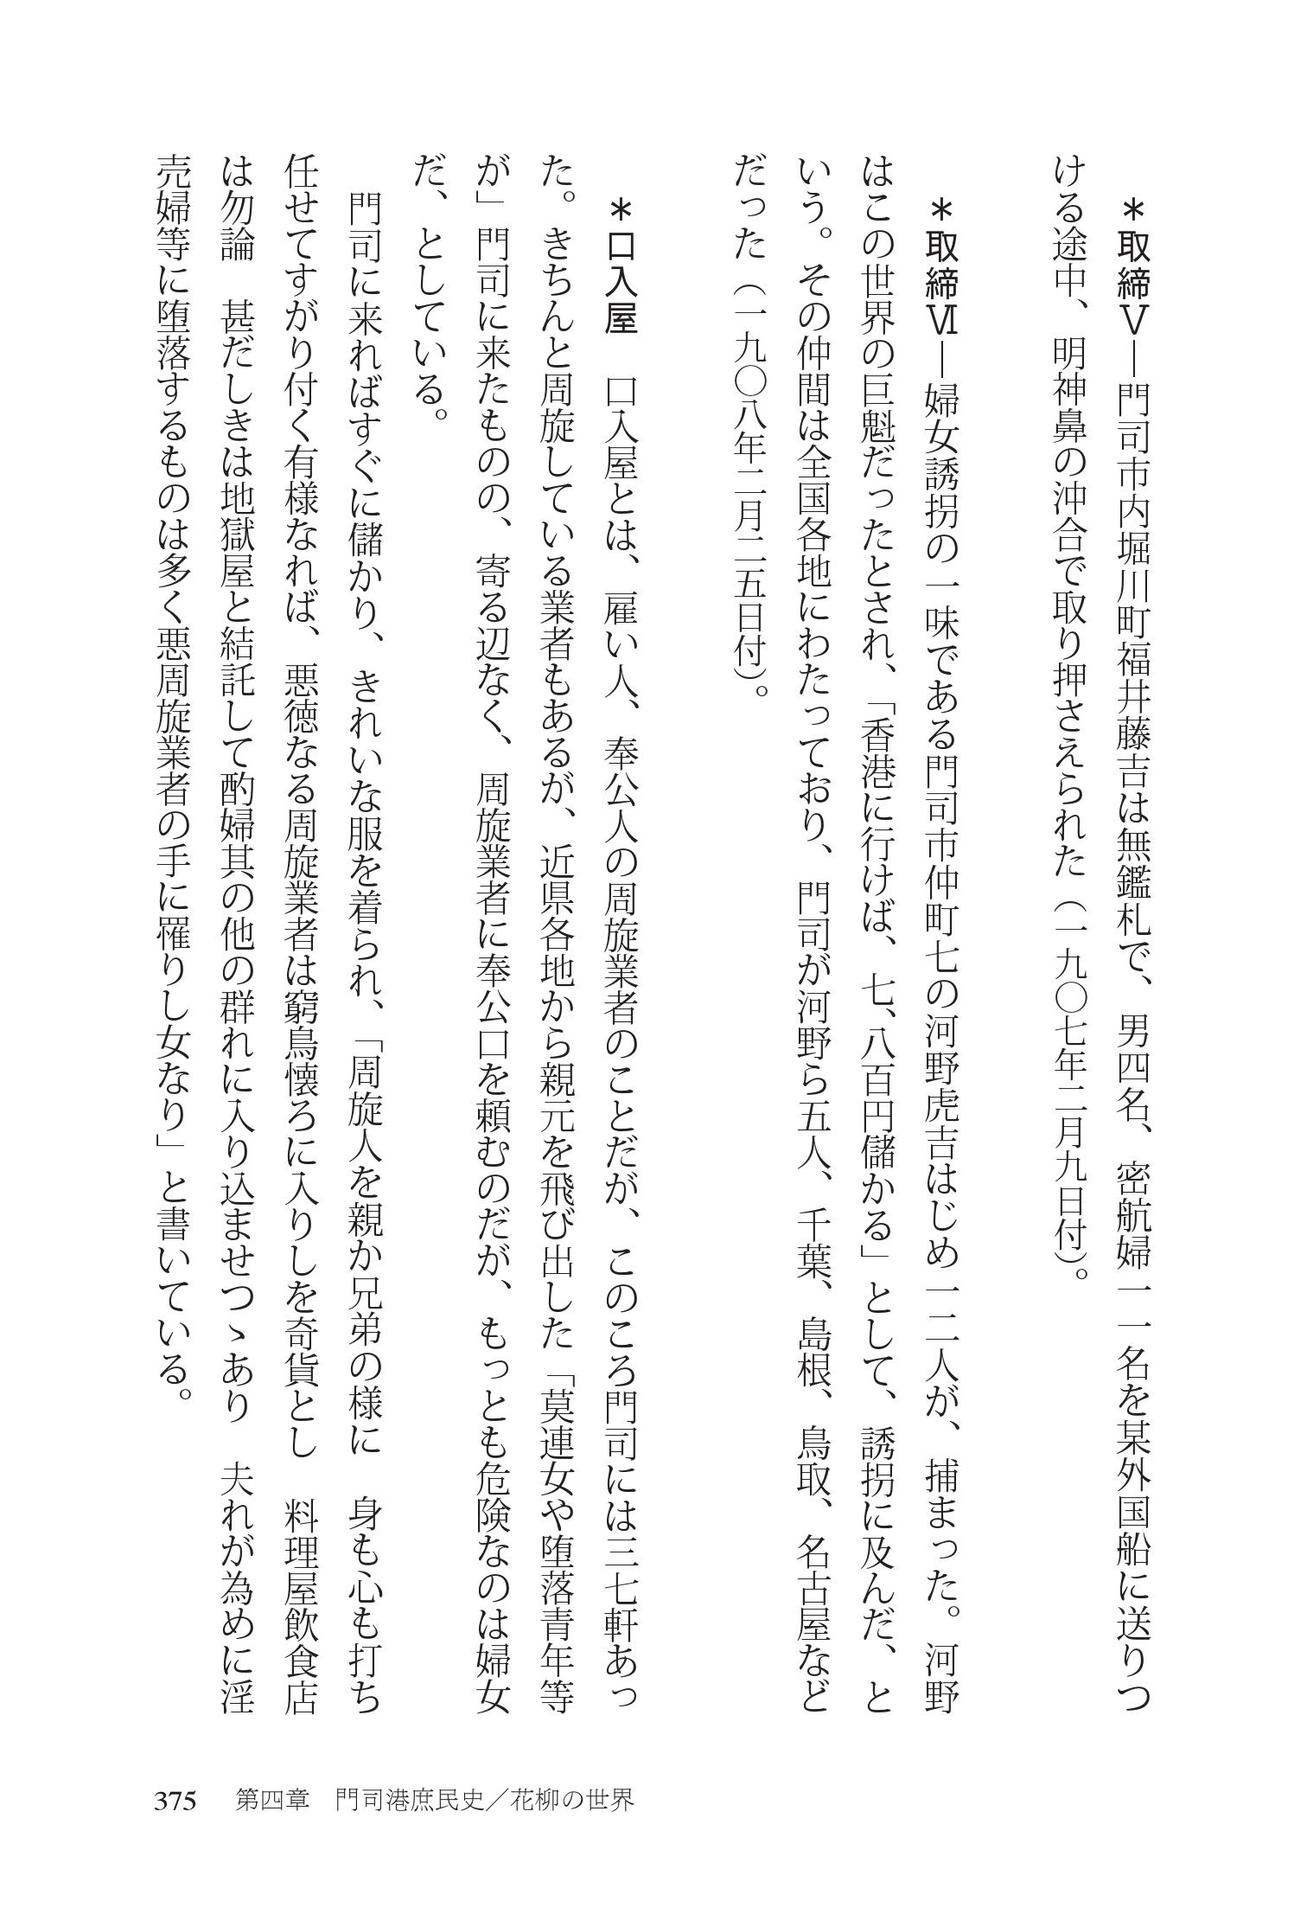 ＊取締Ⅴ―門司市内堀川町福井藤吉は無鑑札で、男四名、密航婦一一名を某外国船に送りつ
ける途中、明神鼻の沖合で取り押さえられた（一九〇七年二月九日付）。
＊取締Ⅵ―婦女誘拐の一味である門司市仲町七の河野虎吉はじめ一二人が、捕まった。河野
はこの世界の巨魁だったとされ、「香港に行けば、七、八百円儲かる」として、誘拐に及んだ、と
いう。その仲間は全国各地にわたっており、門司が河野ら五人、千葉、島根、鳥取、名古屋など
だった（一九〇八年二月二五日付）。
＊口入屋　口入屋とは、雇い人、奉公人の周旋業者のことだが、このころ門司には三七軒あっ
た。きちんと周旋している業者もあるが、近県各地から親元を飛び出した「莫連女や堕落青年等
が」門司に来たものの、寄る辺なく、周旋業者に奉公口を頼むのだが、もっとも危険なのは婦女
だ、としている。
門司に来ればすぐに儲かり、きれいな服を着られ、「周旋人を親か兄弟の様に　身も心も打ち
任せてすがり付く有様なれば、悪徳なる周旋業者は窮鳥懐ろに入りしを奇貨とし　料理屋飲食店
は勿論　甚だしきは地獄屋と結託して酌婦其の他の群れに入り込ませつゝあり　夫れが為めに淫
売婦等に堕落するものは多く悪周旋業者の手に罹りし女なり」と書いている。
375　第四章　門司港庶民史／花柳の世界